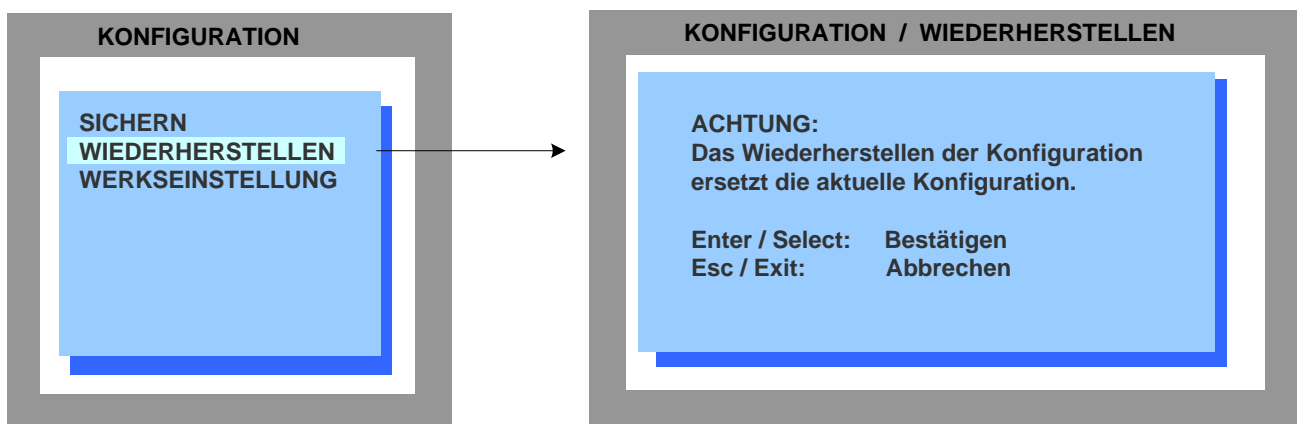 KONFIGURATION
SICHERN
WIEDERHERSTELLEN
WERKSEINSTELLUNG
KONFIGURATION / WIEDERHERSTELLEN
ACHTUNG:
Das Wiederherstellen der Konfiguration
ersetzt die aktuelle Konfiguration.
Enter / Select: Bestätigen
Esc / Exit: Abbrechen